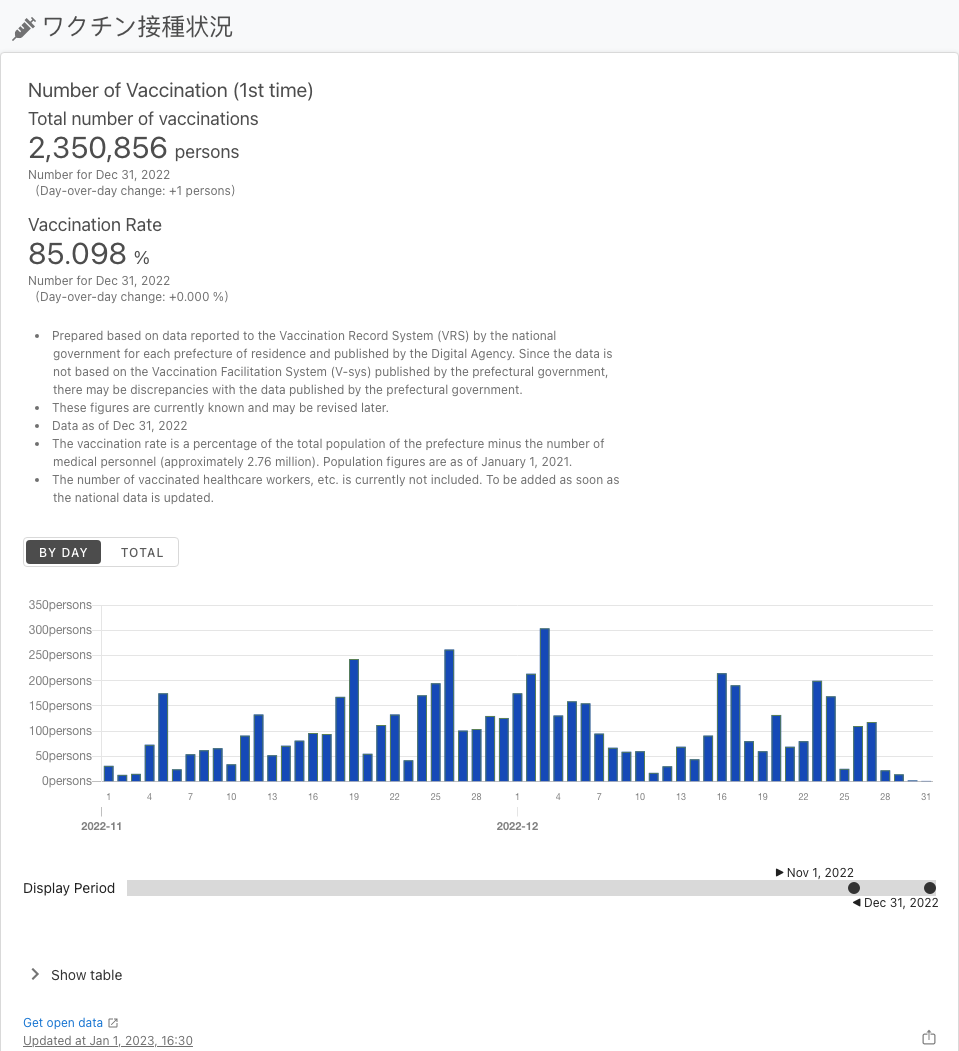 ワクチン接種状況
Number of Vaccination (1st time)
Total number of vaccinations
2,350,856 persons
Number for Dec 31, 2022
(Day-over-day change: +1 persons)
Vaccination Rate
85.098 %
Number for Dec 31, 2022
(Day-over-day change: +0.000 %)
• Prepared based on data reported to the Vaccination Record System (VRS) by the national
government for each prefecture of residence and published by the Digital Agency. Since the data is
not based on the Vaccination Facilitation System (V-sys) published by the prefectural government,
there may be discrepancies with the data published by the prefectural government.
• These figures are currently known and may be revised later.
• Data as of Dec 31, 2022
• The vaccination rate is a percentage of the total population of the prefecture minus the number of
medical personnel (approximately 2.76 million). Population figures are as of January 1, 2021.
• The number of vaccinated healthcare workers, etc. is currently not included. To be added as soon as
the national data is updated.
BY DAY TOTAL
350persons
300persons
250persons
200persons
150persons
100persons
50persons
0persons
1 4 7 10 13 16 19 22 25 28 1 4 7 10 13 16 19 22 25 28 31
2022-11 2022-12
Nov 1, 2022
Display Period
Dec 31, 2022
Show table
Get open data
Updated at Jan 1, 2023, 16:30